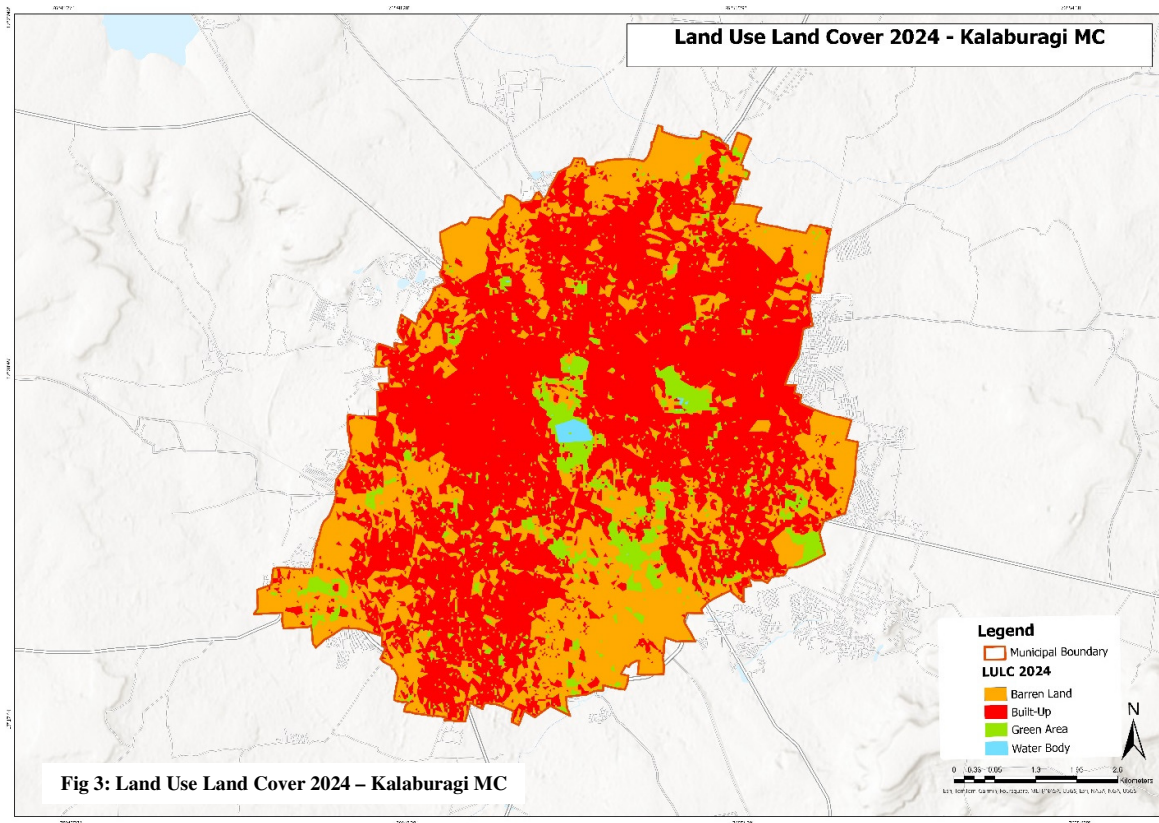 Land Use Land Cover 2024 - Kalaburagi MC
Legend
Municipal Boundary
LULC 2024
Barren Land
Built-Up
Green Area
Water Body
N
Kilometers
Fig 3: Land Use Land Cover 2024 – Kalaburagi MC